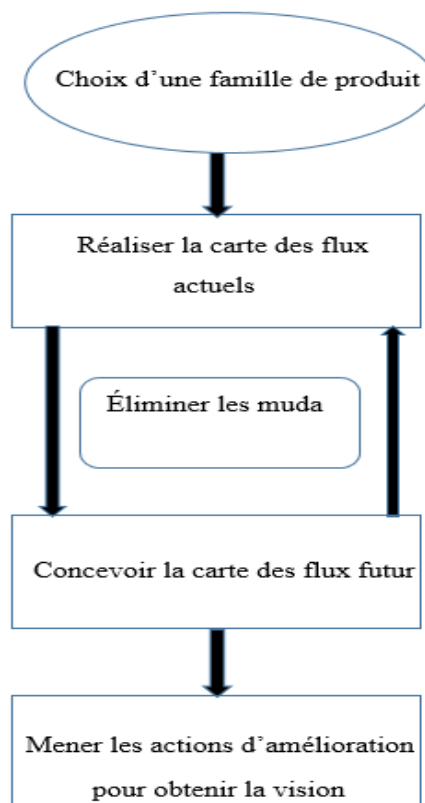 Choix d’une famille de produit
Réaliser la carte des flux
actuels
Éliminer les muda
Concevoir la carte des flux futur
Mener les actions d’amélioration
pour obtenir la vision